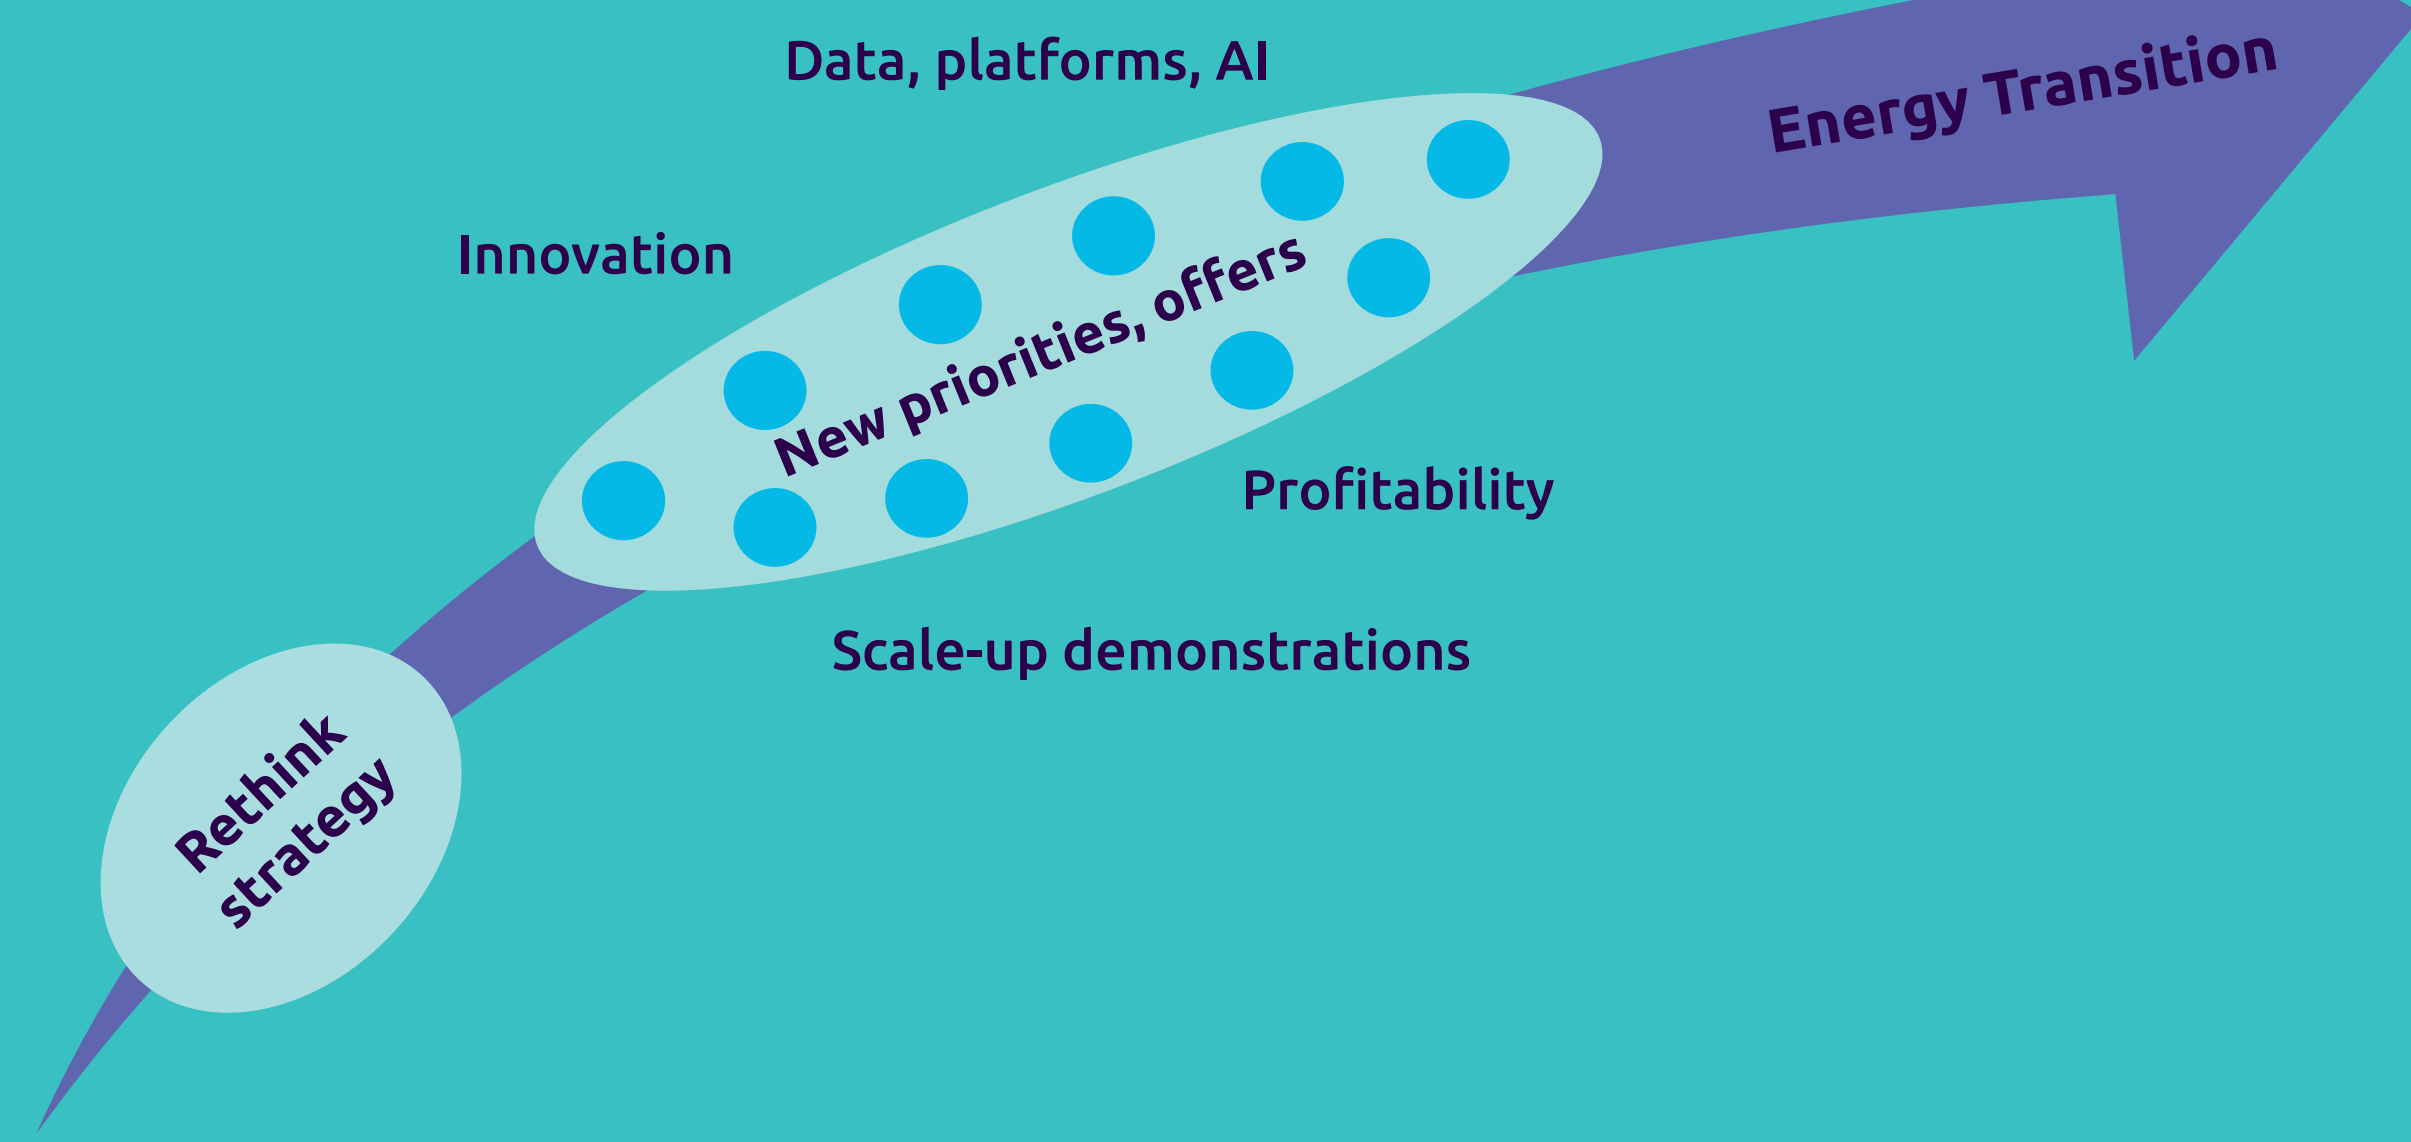 Data, platforms, AI
Energy Transition
Innovation
New priorities, offers
Profitability
Scale-up demonstrations
Rethink
strategy